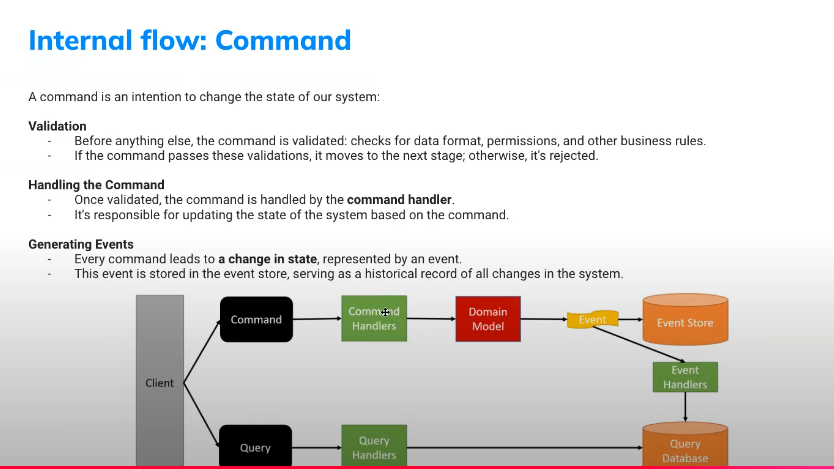 Internal flow: Command
A command is an intention to change the state of our system:
Validation
- Before anything else, the command is validated: checks for data format, permissions, and other business rules.
- If the command passes these validations, it moves to the next stage; otherwise, it's rejected.
Handling the Command
- Once validated, the command is handled by the command handler.
- It's responsible for updating the state of the system based on the command.
Generating Events
- Every command leads to a change in state, represented by an event.
- This event is stored in the event store, serving as a historical record of all changes in the system.
Client
Command
Command
Handlers
Domain
Model
Event
Event Store
Event
Handlers
Query
Query
Handlers
Query
Database